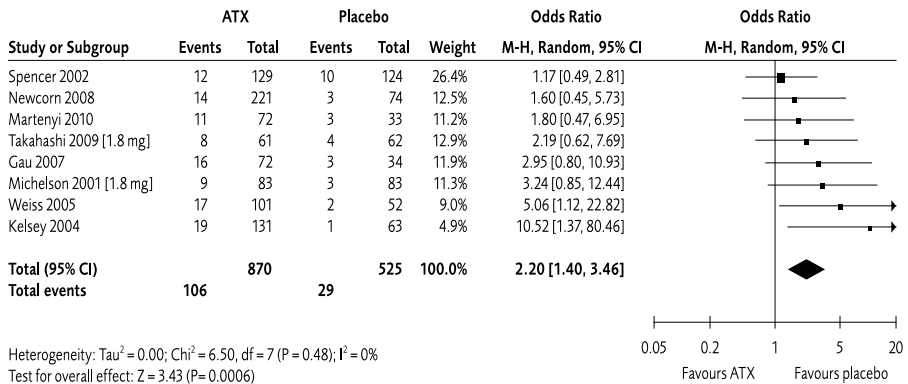 ATX Placebo Odds Ratio Odds Ratio
Study or Subgroup Events Total Events Total Weight M-H, Random, 95% CI M-H, Random, 95% CI
Spencer 2002 12 129 10 124 26.4% 1.17 [0.49, 2.81]
Newcorn 2008 14 221 3 74 12.5% 1.60 [0.45, 5.73]
Martenyi 2010 11 72 3 33 11.2% 1.80 [0.47, 6.95]
Takahashi 2009 [1.8 mg] 8 61 4 62 12.9% 2.19 [0.62, 7.69]
Gau 2007 16 72 3 34 11.9% 2.95 [0.80, 10.93]
Michelson 2001 [1.8 mg] 9 83 3 83 11.3% 3.24 [0.85, 12.44]
Weiss 2005 17 101 2 52 9.0% 5.06 [1.12, 22.82]
Kelsey 2004 19 131 1 63 4.9% 10.52 [1.37, 80.46]
Total (95% CI) 870 525 100.0% 2.20 [1.40, 3.46]
Total events 106 29
0.05 0.2 1 5 20
Heterogeneity: Tau² = 0.00; Chi² = 6.50, df = 7 (P = 0.48); I² = 0%
Test for overall effect: Z = 3.43 (P= 0.0006)
Favours ATX Favours placebo